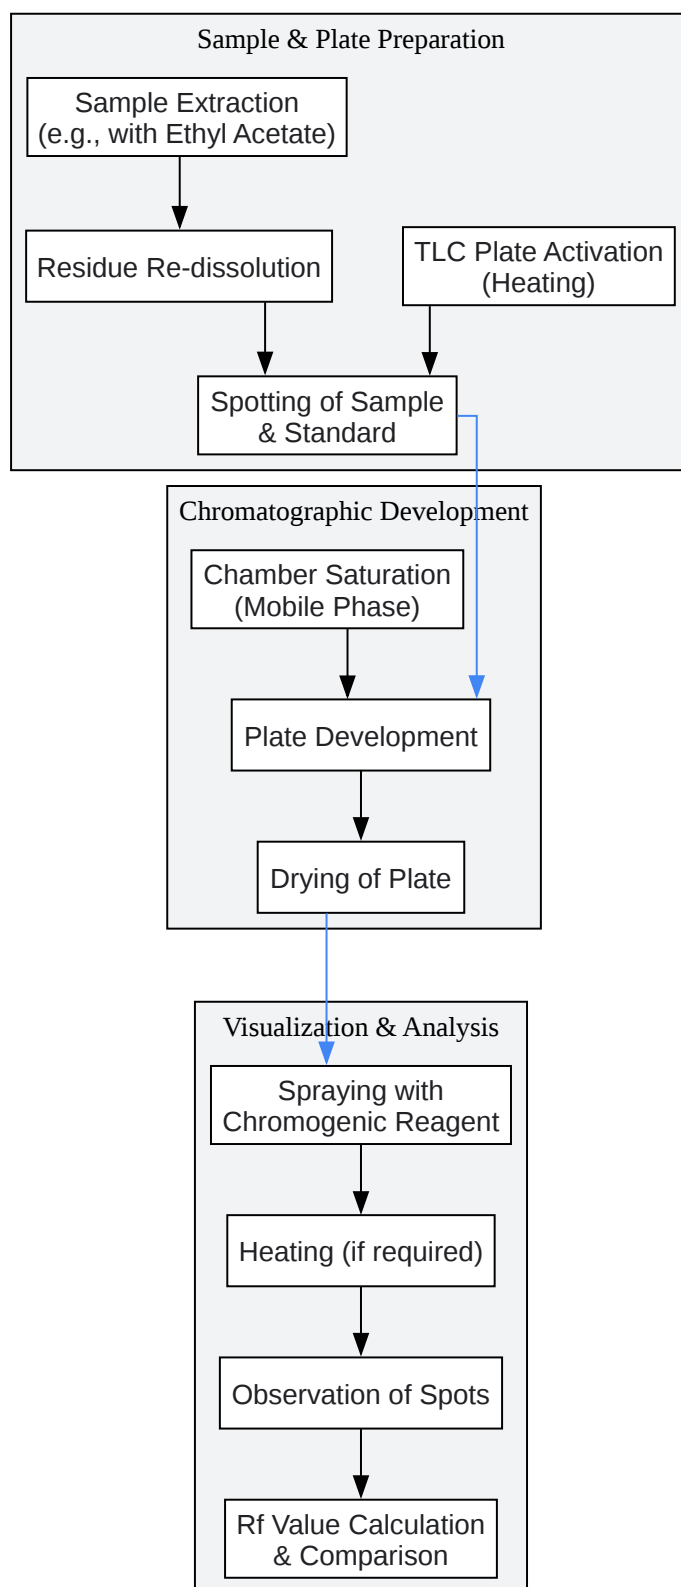 Sample & Plate Preparation
Sample Extraction
(e.g., with Ethyl Acetate)
Residue Re-dissolution
TLC Plate Activation
(Heating)
Spotting of Sample
& Standard
Chromatographic Development
Chamber Saturation
(Mobile Phase)
Plate Development
Drying of Plate
Visualization & Analysis
Spraying with
Chromogenic Reagent
Heating (if required)
Observation of Spots
Rf Value Calculation
& Comparison